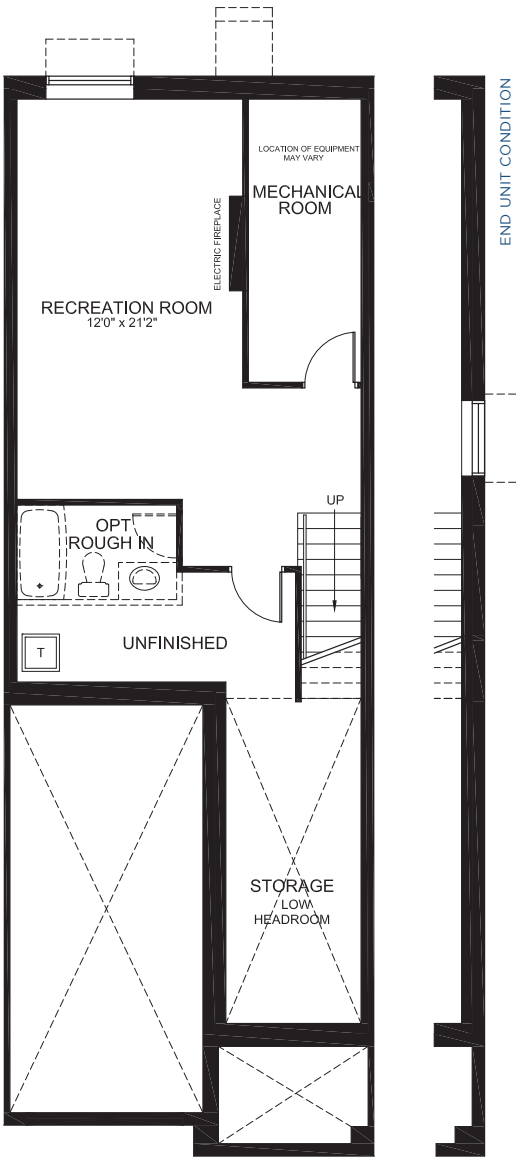 END UNIT CONDITION
LOCATION OF EQUIPMENT
MAY VARY
MECHANICAL
ROOM
ELECTRIC FIREPLACE
RECREATION ROOM
12'0" x 21'2"
UP
OPT
ROUGH IN
UNFINISHED
T
STORAGE
LOW
HEADROOM